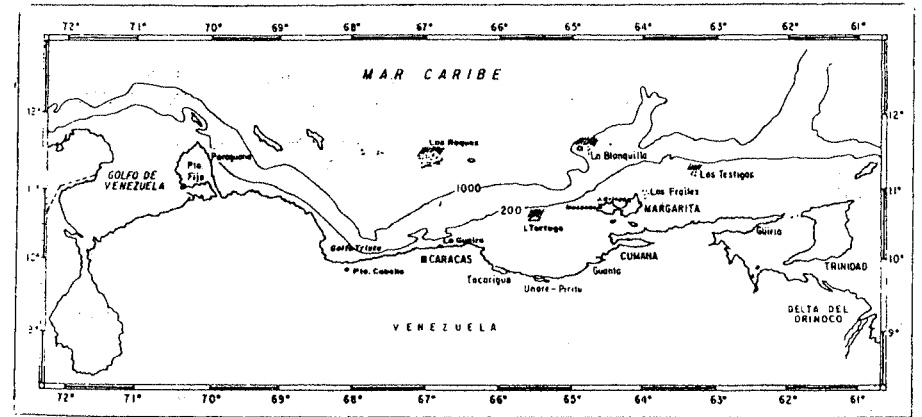 72° 71° 70° 69° 68° 67° 66° 65° 64° 63° 62° 61°
MAR CARIBE
12° 12°
Los Roques
La Blanquilla
Paraguana
Pto. Fijo
GOLFO DE VENEZUELA
Los Testigos
11° 11°
1000
Los Frailes
200
MARGARITA
I. Tortuga
Golfo Triste
La Guaira
Güiria
10° 10°
CARACAS
CUMANA
Pto. Cabello
Guanta
TRINIDAD
Tacarigua
Unare-Piritu
DELTA DEL ORINOCO
9° 9°
VENEZUELA
72° 71° 70° 69° 68° 67° 66° 65° 64° 63° 62° 61°